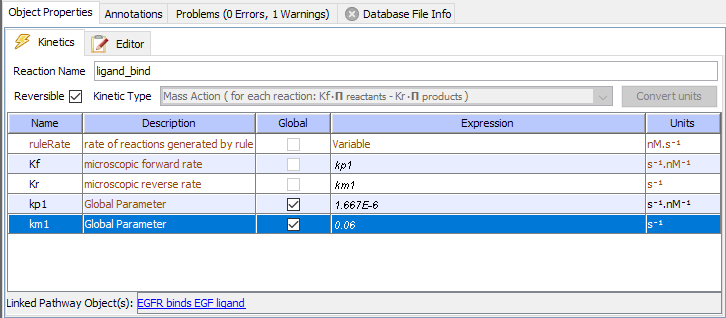 Object Properties Annotations Problems (0 Errors, 1 Warnings) Database File Info
Kinetics Editor
Reaction Name ligand_bind
Reversible Kinetic Type Mass Action ( for each reaction: Kf·Π reactants - Kr·Π products ) Convert units
Name Description Global Expression Units
ruleRate rate of reactions generated by rule Variable nM.s⁻¹
Kf microscopic forward rate kp1 s⁻¹.nM⁻¹
Kr microscopic reverse rate km1 s⁻¹
kp1 Global Parameter 1.667E-6 s⁻¹.nM⁻¹
km1 Global Parameter 0.06 s⁻¹
Linked Pathway Object(s): EGFR binds EGF ligand